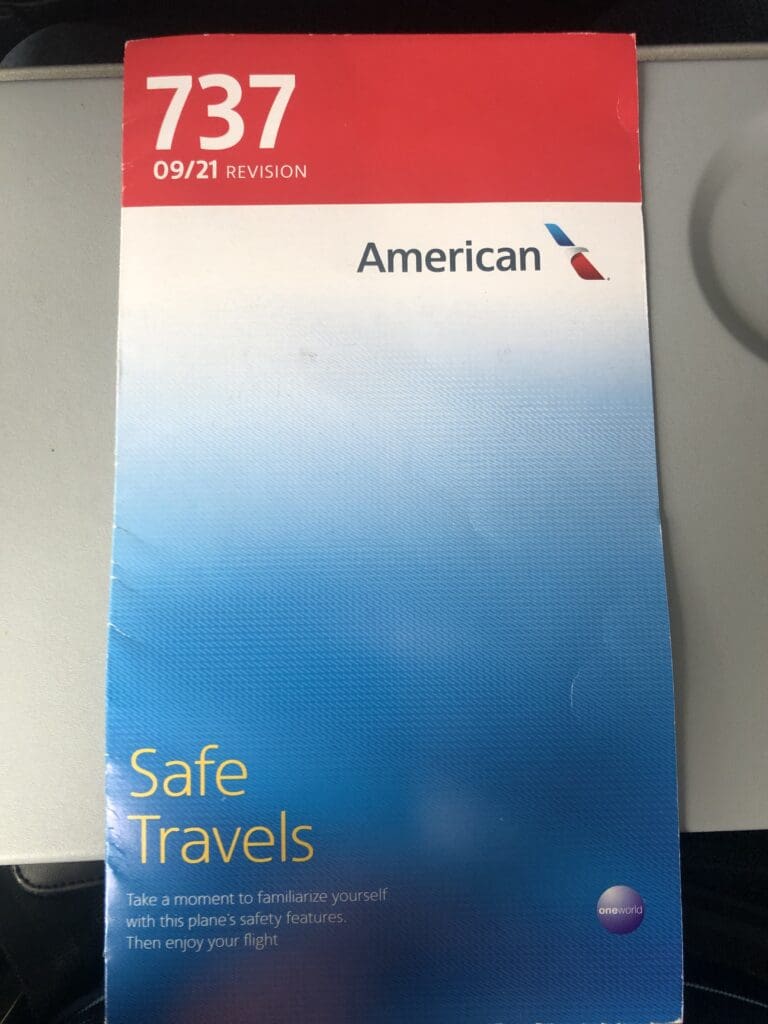 737
09/21 REVISION
American
Safe
Travels
Take a moment to familiarize yourself
with this plane's safety features.
Then enjoy your flight
oneworld